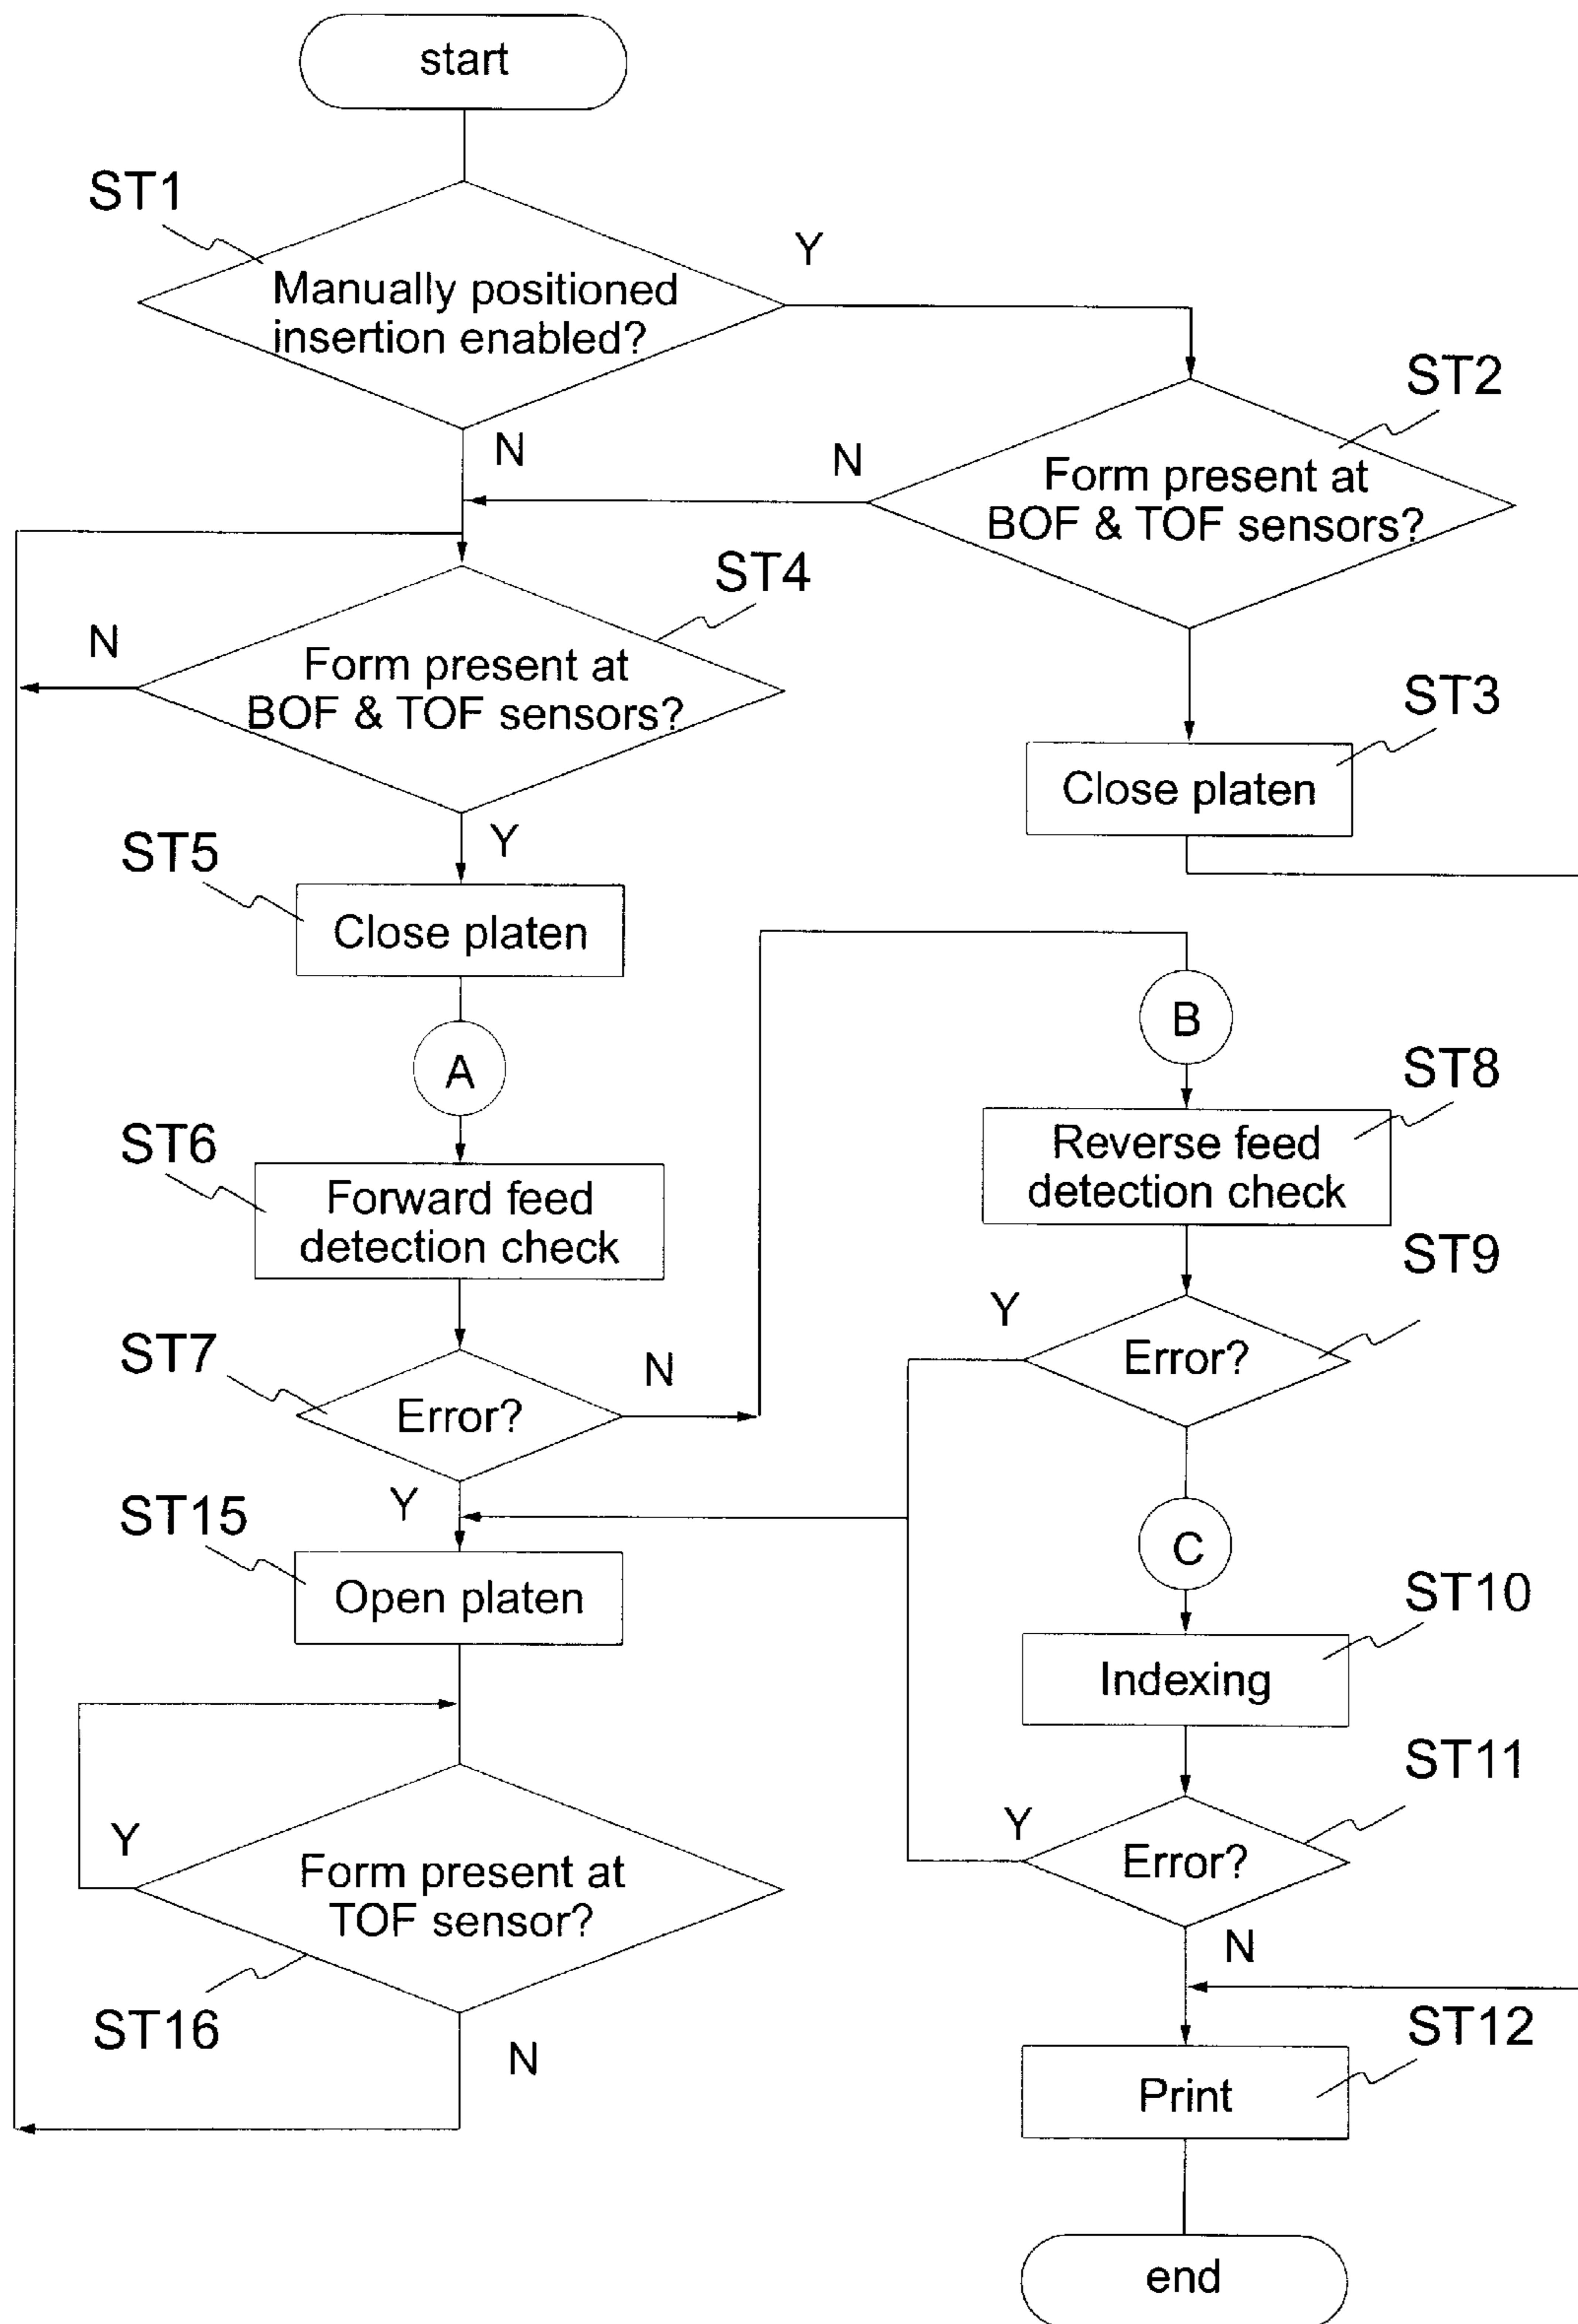 start
ST1
Y
Manually positioned
insertion enabled?
ST2
N
N
Form present at
BOF & TOF sensors?
ST4
N
Form present at
BOF & TOF sensors?
ST3
Close platen
Y
ST5
Close platen
B
A
ST8
ST6
Reverse feed
detection check
Forward feed
detection check
ST9
Y
ST7
N
Error?
Error?
Y
ST15
C
Open platen
ST10
Indexing
ST11
Y
Y
Error?
Form present at
TOF sensor?
N
ST16
ST12
N
Print
end